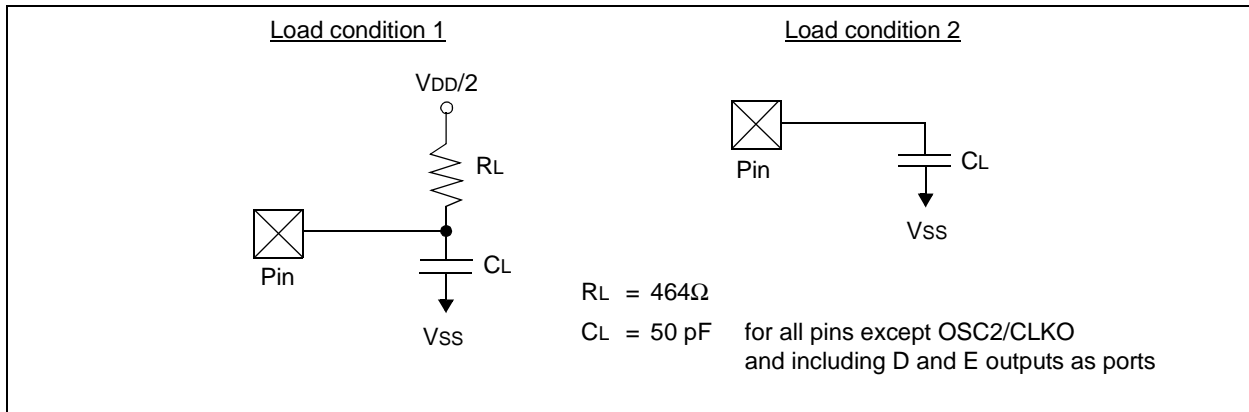 Load condition 1
VDD/2
RL
Pin
CL
VSS
Load condition 2
Pin
CL
VSS
RL = 464Ω
CL = 50 pF for all pins except OSC2/CLKO
and including D and E outputs as ports